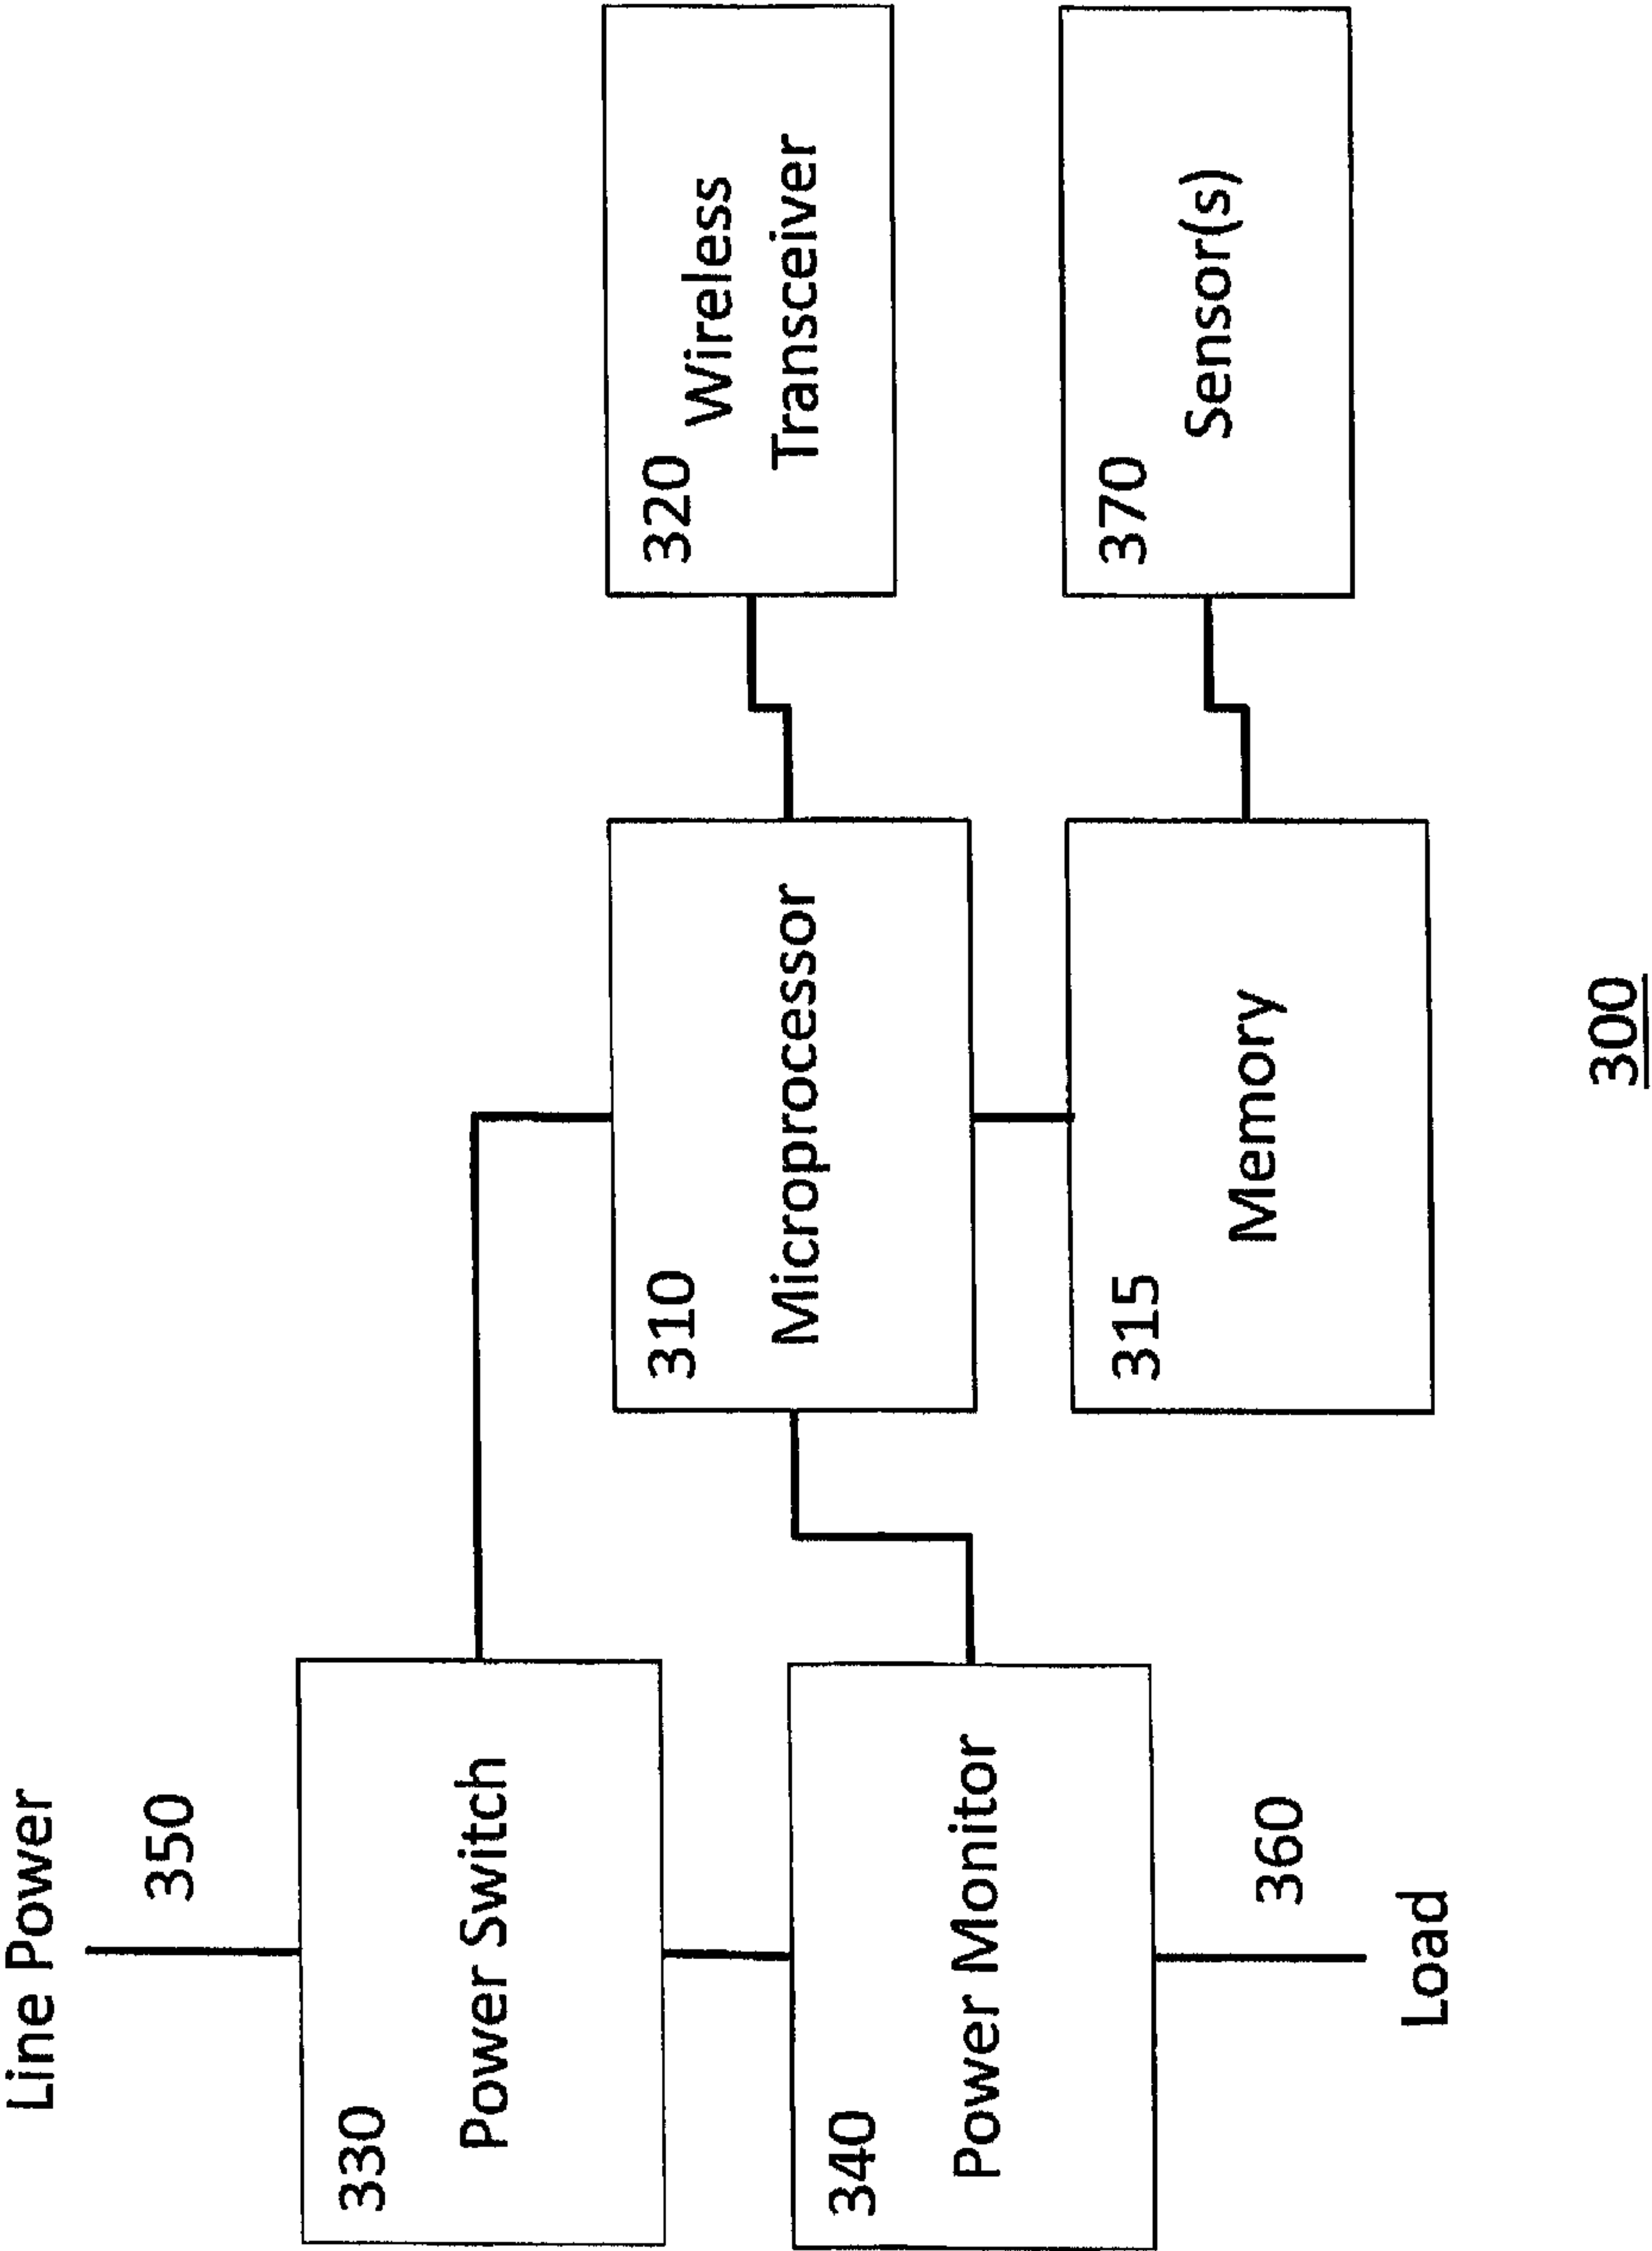 Line Power
350
330
Power Switch
340
Power Monitor
360
Load
310
Microprocessor
315
Memory
320
Wireless
Transceiver
370
Sensor(s)
300